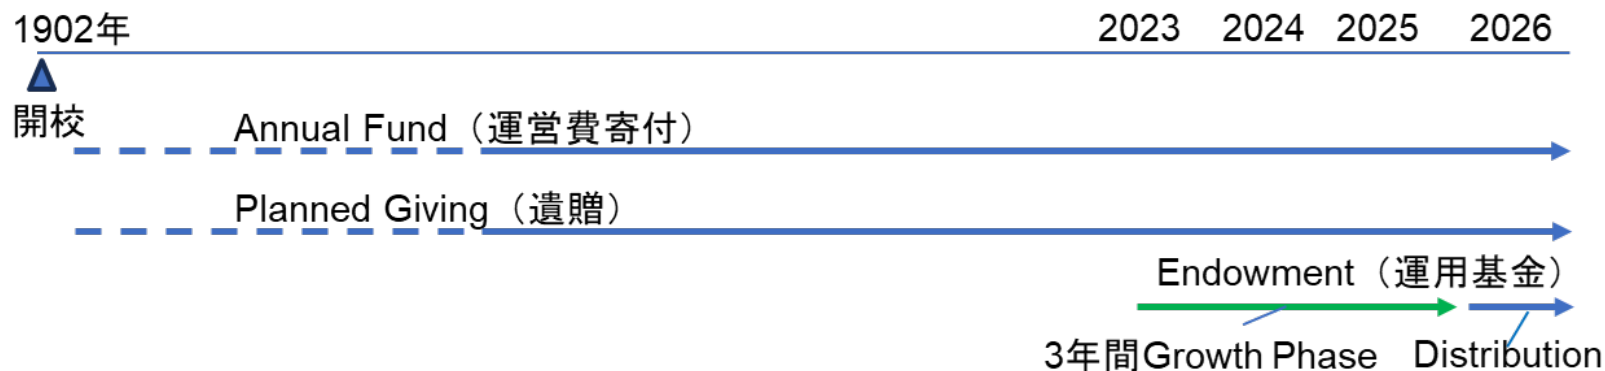 1902年 2023 2024 2025 2026
開校
Annual Fund（運営費寄付）
Planned Giving（遺贈）
Endowment（運用基金）
3年間Growth Phase Distribution